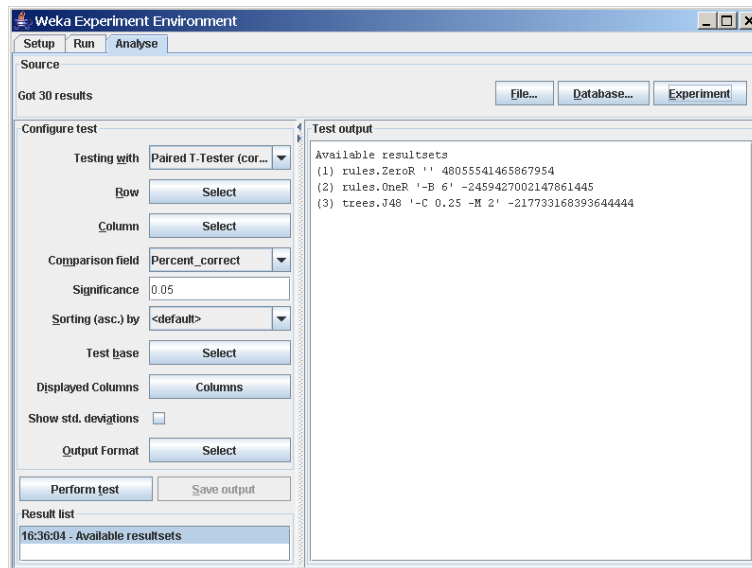 Weka Experiment Environment
Setup Run Analyse
Source
Got 30 results
File... Database... Experiment
Configure test
Testing with Paired T-Tester (cor...
Row Select
Column Select
Comparison field Percent_correct
Significance 0.05
Sorting (asc.) by <default>
Test base Select
Displayed Columns Columns
Show std. deviations
Output Format Select
Perform test Save output
Result list
16:36:04 - Available resultsets
Test output
Available resultsets
(1) rules.ZeroR '' 48055541465867954
(2) rules.OneR '-B 6' -2459427002147861445
(3) trees.J48 '-C 0.25 -M 2' -217733168393644444